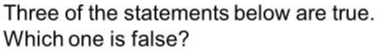 Three of the statements below are true.
Which one is false?